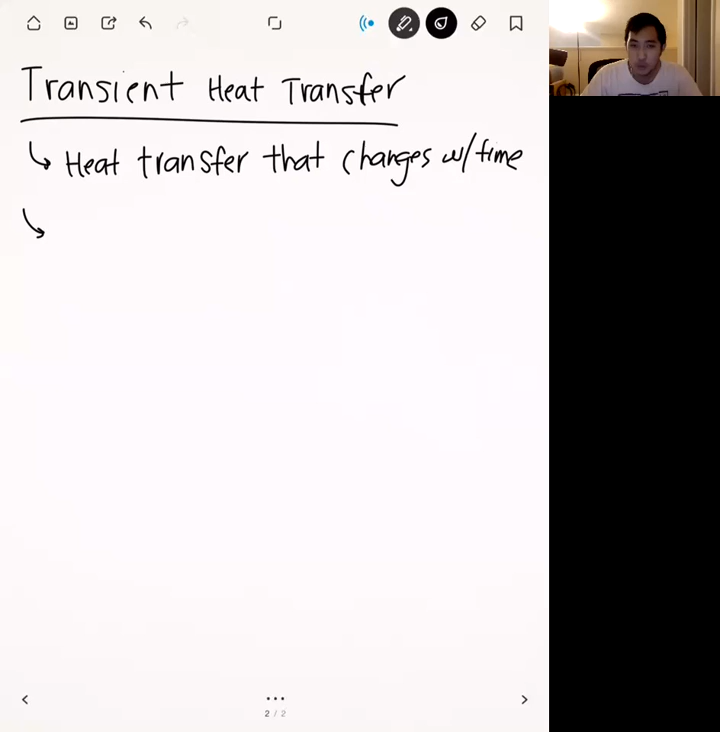 Transient Heat Transfer
↳ Heat transfer that changes w/ time
↳
2 / 2